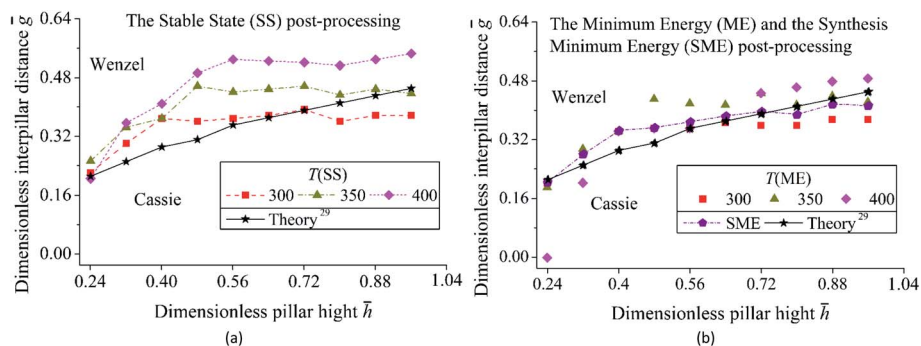 The Stable State (SS) post-processing
Dimensionless interpillar distance g̅
0.64
0.48
0.32
0.16
0.00
Wenzel
Cassie
T(SS)
300 350 400
Theory29
0.24 0.40 0.56 0.72 0.88 1.04
Dimensionless pillar hight h̅
(a)
The Minimum Energy (ME) and the Synthesis
Minimum Energy (SME) post-processing
Dimensionless interpillar distance g̅
0.64
0.48
0.32
0.16
0.00
Wenzel
Cassie
T(ME)
300 350 400
SME Theory29
0.24 0.40 0.56 0.72 0.88 1.04
Dimensionless pillar hight h̅
(b)